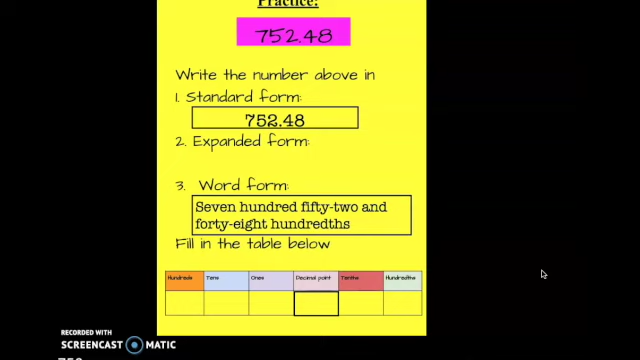 Practice:
752.48
Write the number above in
1. Standard form:
752.48
2. Expanded form:
3. Word form:
Seven hundred fifty-two and
forty-eight hundredths
Fill in the table below
Hundreds Tens Ones Decimal point Tenths Hundredths
RECORDED WITH
SCREENCAST MATIC